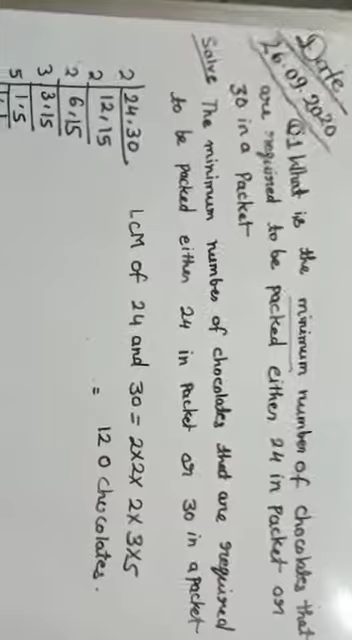 Date
26.09.2020
Q1 What is the minimum number of chocolates that
are required to be packed either 24 in Packet or
30 in a Packet
Solve The minimum number of chocolates that are required
to be packed either 24 in Packet or 30 in a packet
2 | 24,30
2 | 12,15
2 | 6,15
3 | 3,15
5 | 1,5
1,1
LCM of 24 and 30 = 2x2x 2x 3x5
= 120 chocolates.